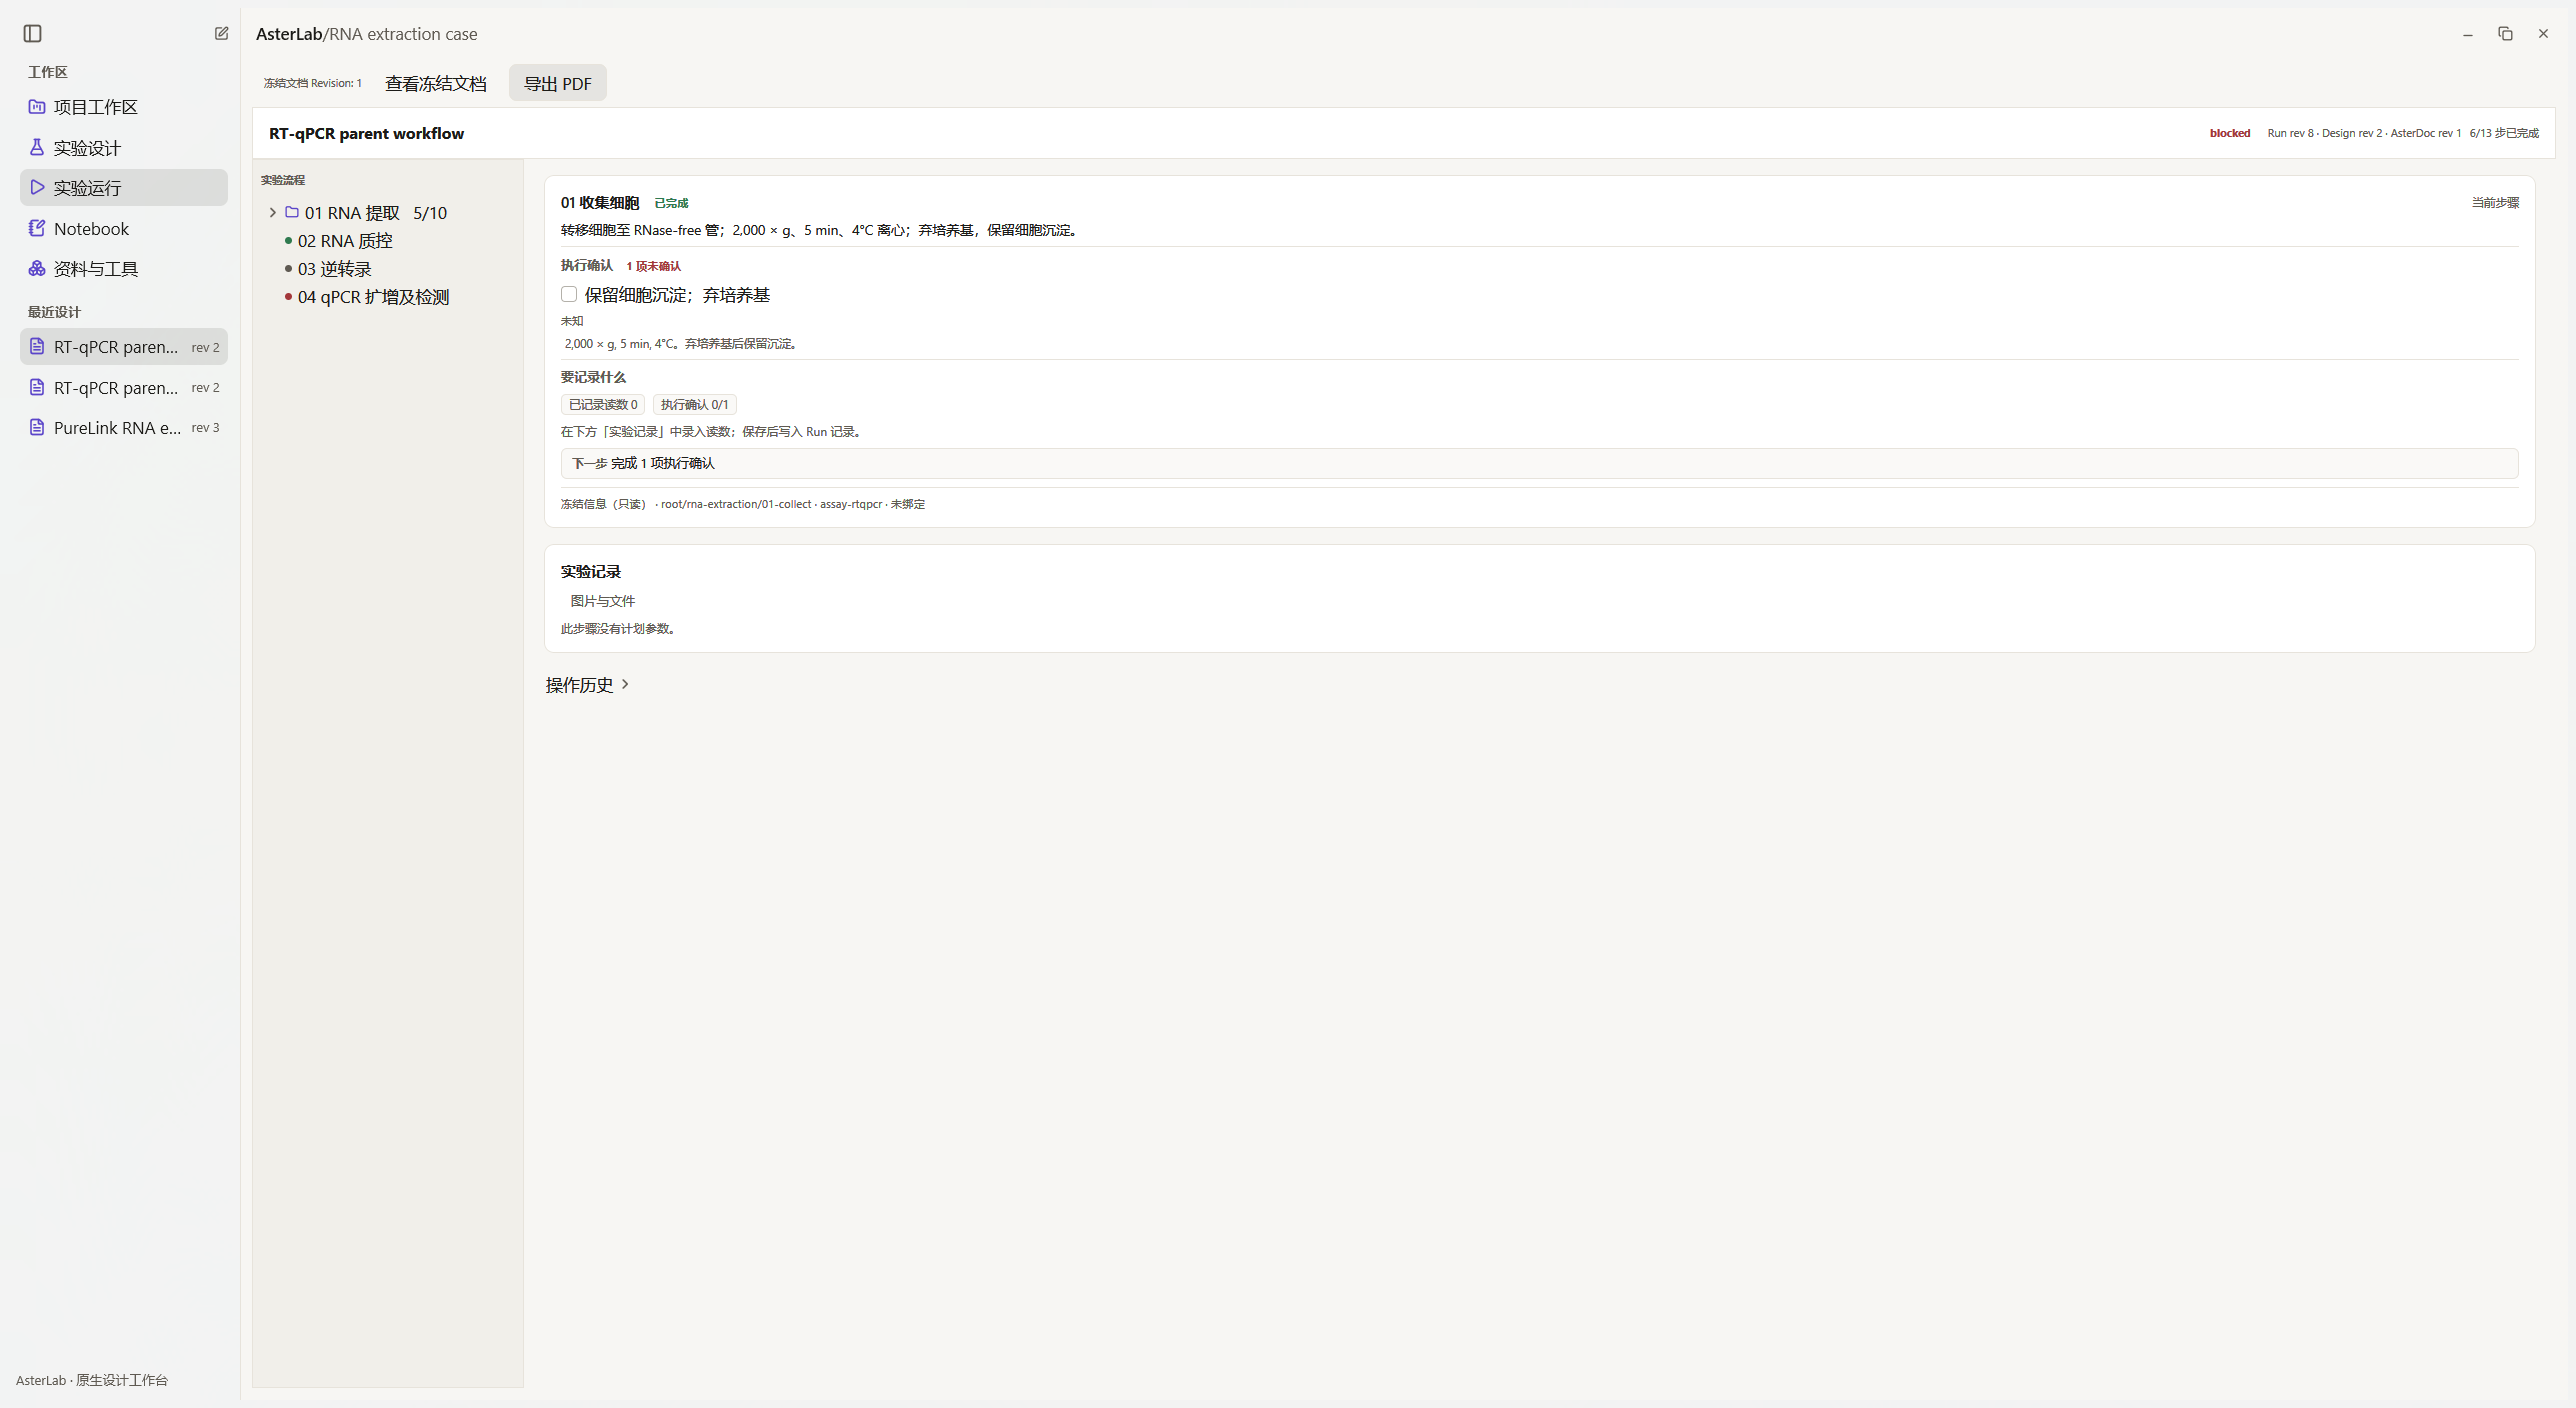 AsterLab/RNA extraction case
工作区
项目工作区
实验设计
实验运行
Notebook
资料与工具
最近设计
RT-qPCR paren... rev 2
RT-qPCR paren... rev 2
PureLink RNA e... rev 3
AsterLab · 原生设计工作台
冻结文档 Revision: 1 查看冻结文档 导出 PDF
RT-qPCR parent workflow
blocked Run rev 8 · Design rev 2 · AsterDoc rev 1 6/13 步已完成
实验流程
01 RNA 提取 5/10
02 RNA 质控
03 逆转录
04 qPCR 扩增及检测
01 收集细胞 已完成 当前步骤
转移细胞至 RNase-free 管；2,000 × g、5 min、4°C 离心；弃培养基，保留细胞沉淀。
执行确认 1 项未确认
保留细胞沉淀；弃培养基
未知
2,000 × g, 5 min, 4°C。弃培养基后保留沉淀。
要记录什么
已记录读数 0 执行确认 0/1
在下方「实验记录」中录入读数；保存后写入 Run 记录。
下一步 完成 1 项执行确认
冻结信息（只读） · root/rna-extraction/01-collect · assay-rtqpcr · 未绑定
实验记录
图片与文件
此步骤没有计划参数。
操作历史